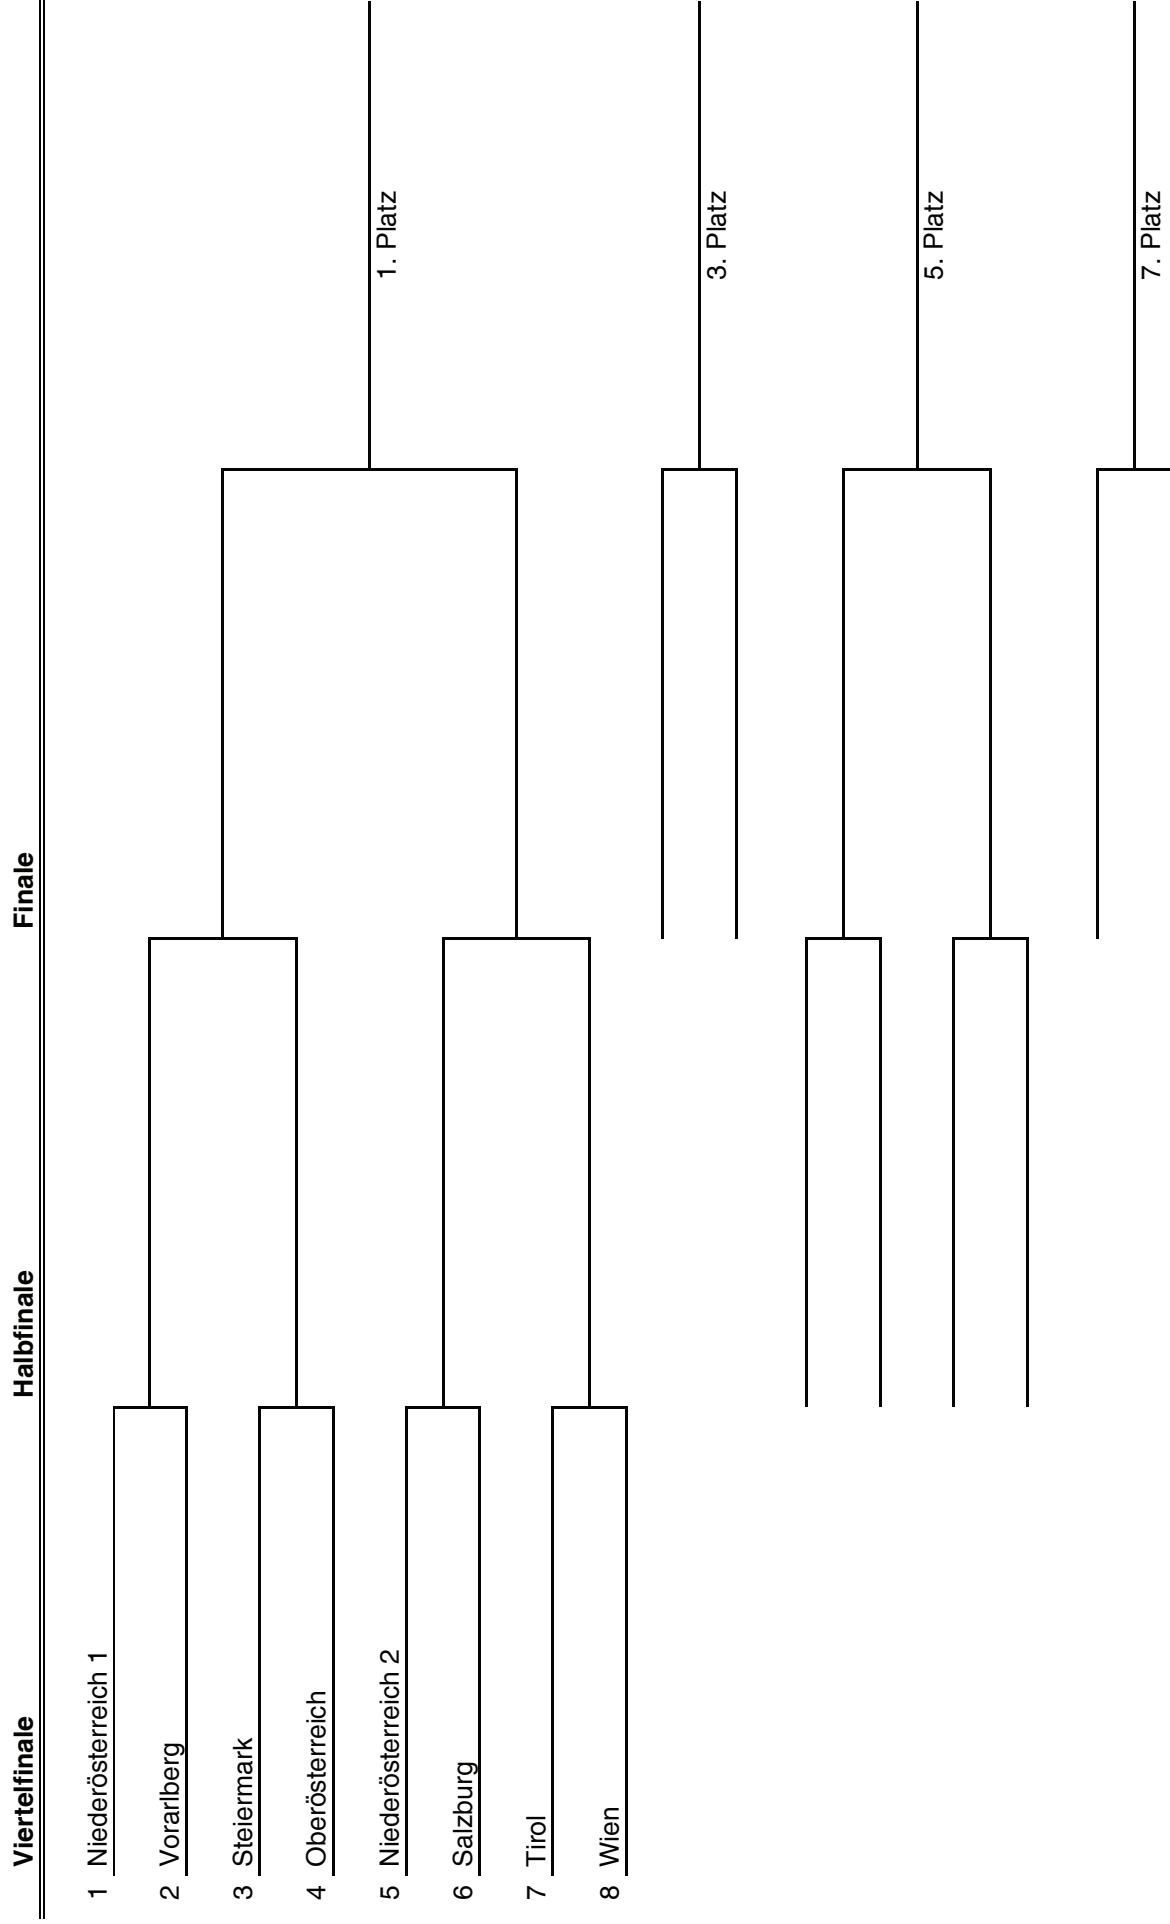 Viertelfinale Halbfinale Finale
1 Niederösterreich 1
2 Vorarlberg
3 Steiermark
4 Oberösterreich
5 Niederösterreich 2
6 Salzburg
7 Tirol
8 Wien
1. Platz
3. Platz
5. Platz
7. Platz